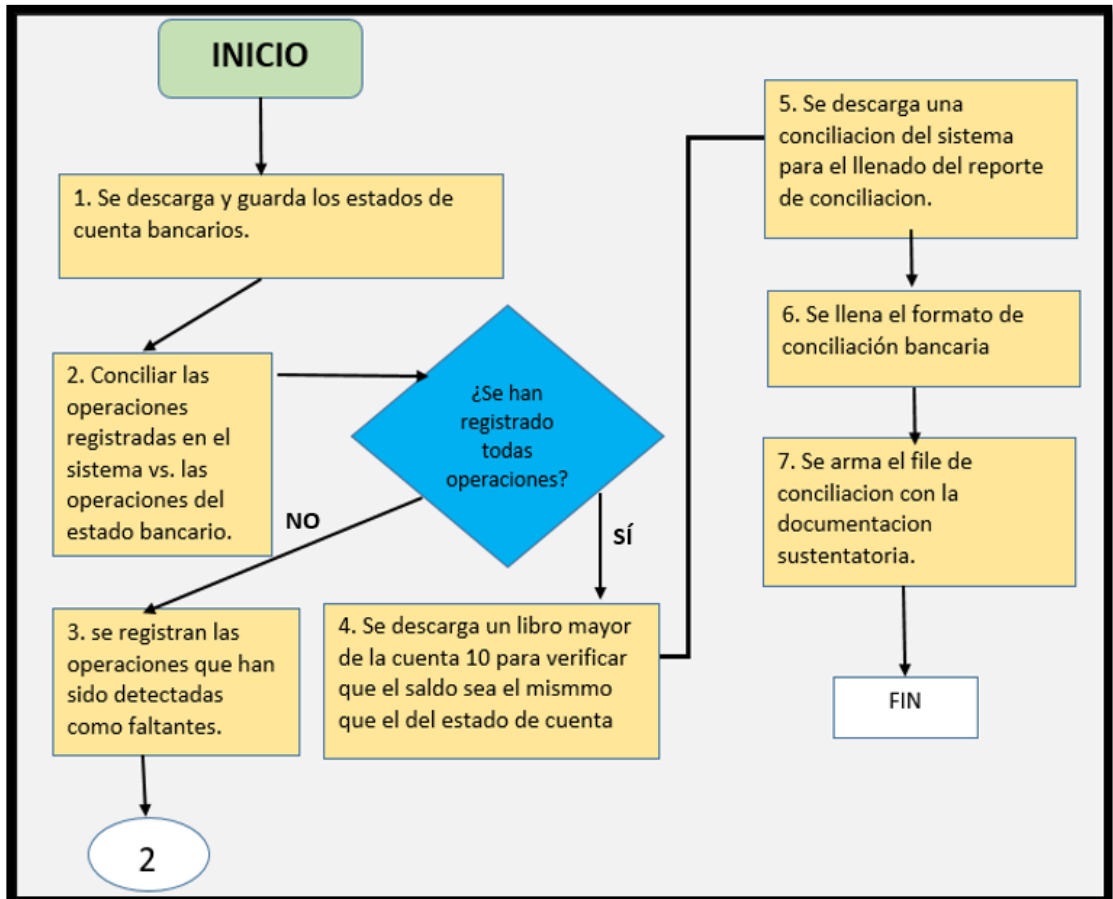 INICIO
1. Se descarga y guarda los estados de
cuenta bancarios.
2. Conciliar las
operaciones
registradas en el
sistema vs. las
operaciones del
estado bancario.
¿Se han
registrado
todas
operaciones?
NO
SÍ
3. se registran las
operaciones que han
sido detectadas
como faltantes.
2
4. Se descarga un libro mayor
de la cuenta 10 para verificar
que el saldo sea el mismmo
que el del estado de cuenta
5. Se descarga una
conciliacion del sistema
para el llenado del reporte
de conciliacion.
6. Se llena el formato de
conciliación bancaria
7. Se arma el file de
conciliacion con la
documentacion
sustentatoria.
FIN